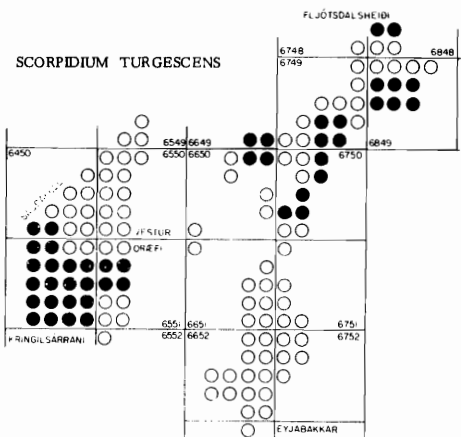 FLJÓTSDALSHEIÐI
6748 6848
6749
SCORPIDIUM TURGESCENS
6450 6549 6649
6550 6650 6750 6849
VESTUR
ÖRÆFI
6551 6651 6751
KRINGILSÁRRANI 6552 6652 6752
EYJABAKKAR